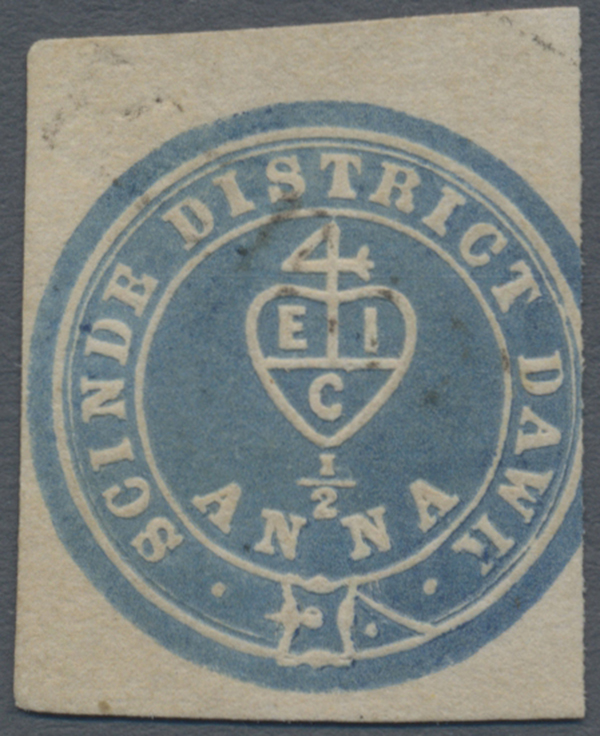 SCINDE DISTRICT DAWK
4
E I
C
1/2
ANNA